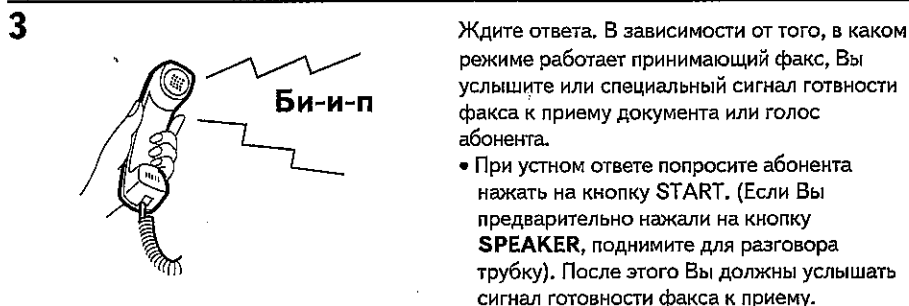 3
Би-и-п
Ждите ответа. В зависимости от того, в каком
режиме работает принимающий факс, Вы
услышите или специальный сигнал готвности
факса к приему документа или голос
абонента.
• При устном ответе попросите абонента
нажать на кнопку START. (Если Вы
предварительно нажали на кнопку
SPEAKER, поднимите для разговора
трубку). После этого Вы должны услышать
сигнал готовности факса к приему.